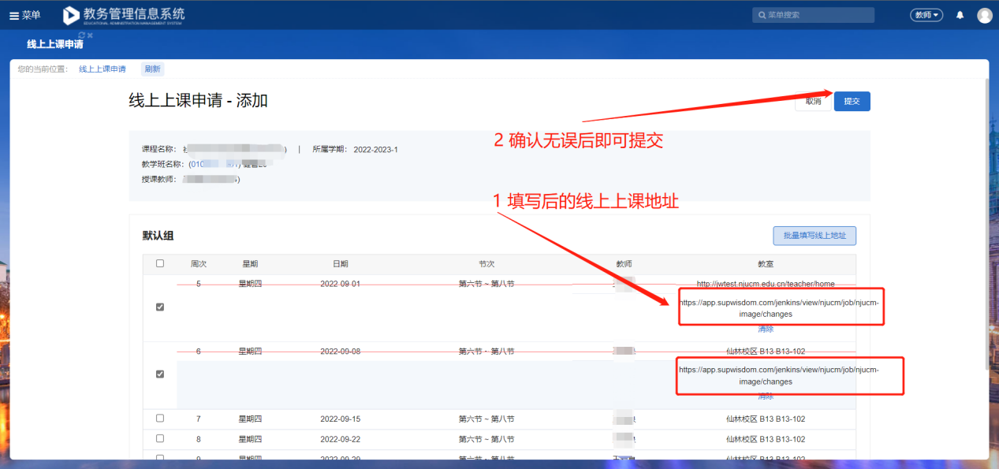 菜单
教务管理信息系统
EDUCATIONAL ADMINISTRATION MANAGEMENT SYSTEM
菜单搜索
教师
线上上课申请
您的当前位置： 线上上课申请 刷新
线上上课申请 - 添加
取消 提交
2 确认无误后即可提交
课程名称： ) | 所属学期： 2022-2023-1
教学班名称： (010
授课教师： )
1 填写后的线上上课地址
默认组
批量填写线上地址
周次 星期 日期 节次 教师 教室
5 星期四 2022-09-01 第六节 ~ 第八节 http://jwtest.njucm.edu.cn/teacher/home
https://app.supwisdom.com/jenkins/view/njucm/job/njucm-
image/changes
清除
6 星期四 2022-09-08 第六节 ~ 第八节 仙林校区 B13 B13-102
https://app.supwisdom.com/jenkins/view/njucm/job/njucm-
image/changes
清除
7 星期四 2022-09-15 第六节 ~ 第八节 仙林校区 B13 B13-102
8 星期四 2022-09-22 第六节 ~ 第八节 仙林校区 B13 B13-102
9 星期四 2022-09-29 第六节 ~ 第八节 仙林校区 B13 B13-102